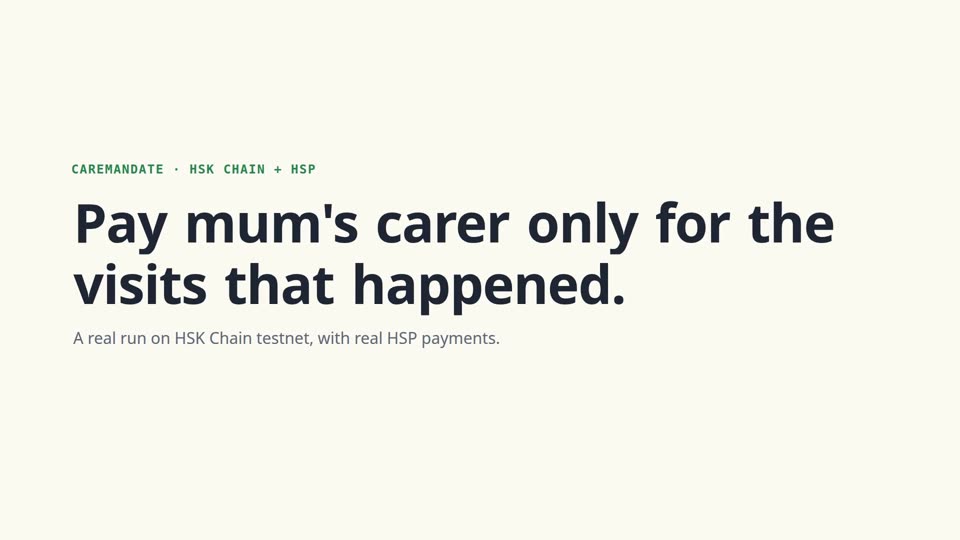 CAREMANDATE · HSK CHAIN + HSP
Pay mum's carer only for the
visits that happened.
A real run on HSK Chain testnet, with real HSP payments.